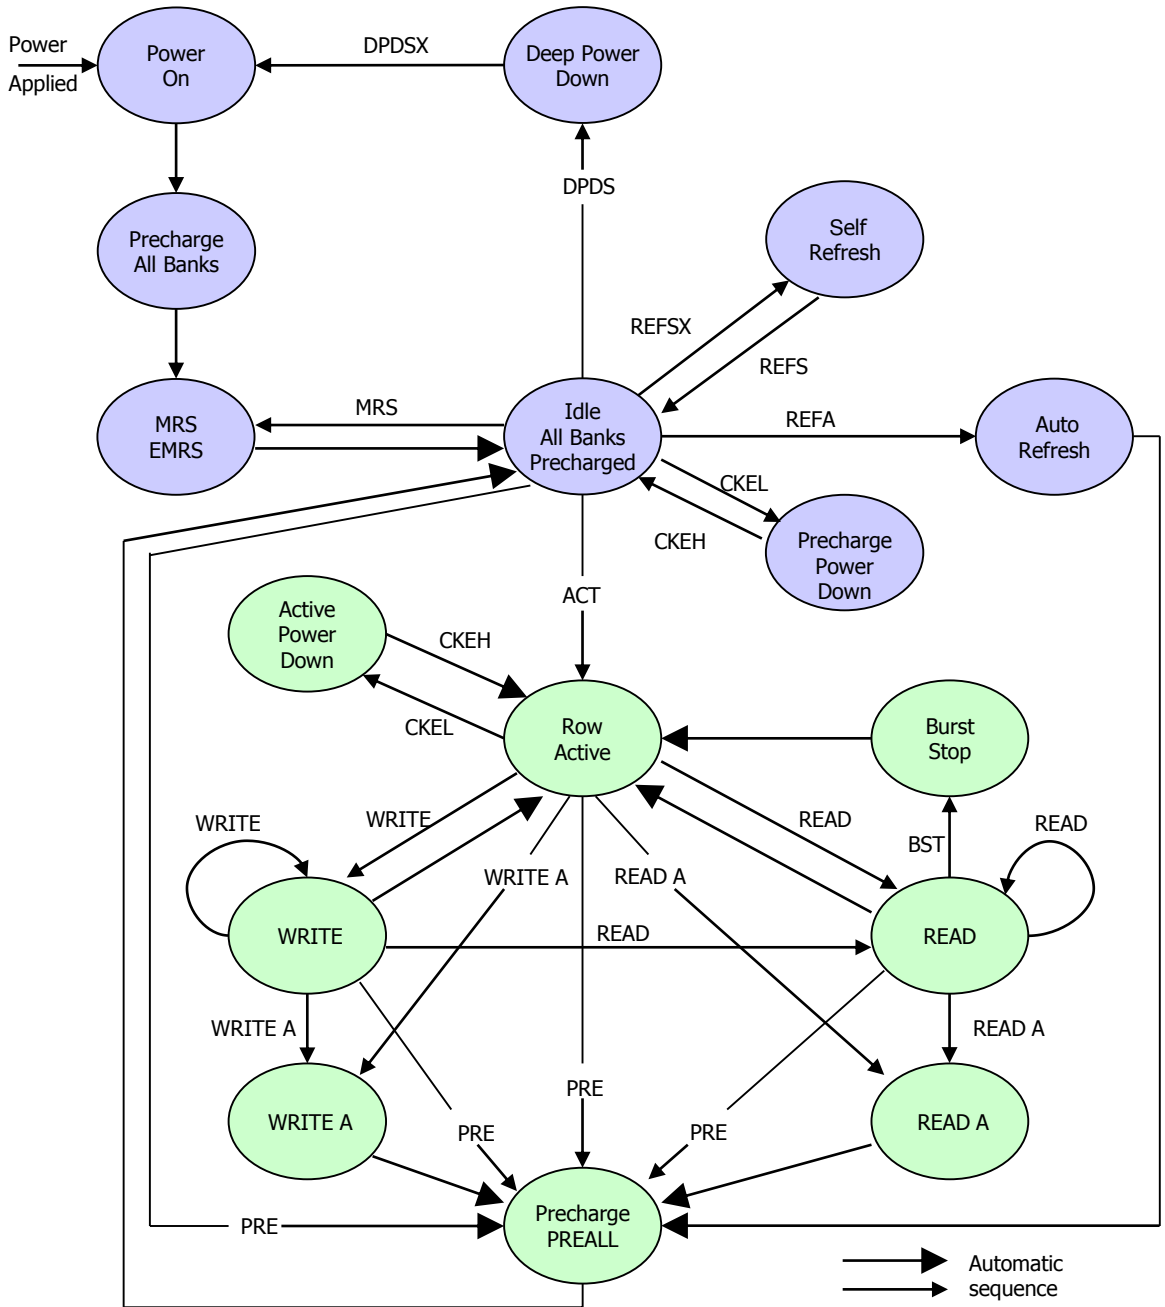 Power
Applied
Power
On
DPDSX
Deep Power
Down
DPDS
Precharge
All Banks
Self
Refresh
REFSX
REFS
MRS
EMRS
MRS
Idle
All Banks
Precharged
REFA
Auto
Refresh
CKEL
CKEH
Precharge
Power
Down
ACT
Active
Power
Down
CKEH
CKEL
Row
Active
Burst
Stop
WRITE
WRITE
READ
BST
READ
WRITE A
READ A
WRITE
READ
READ
WRITE A
READ A
WRITE A
PRE
READ A
PRE
PRE
Precharge
PREALL
PRE
Automatic
sequence